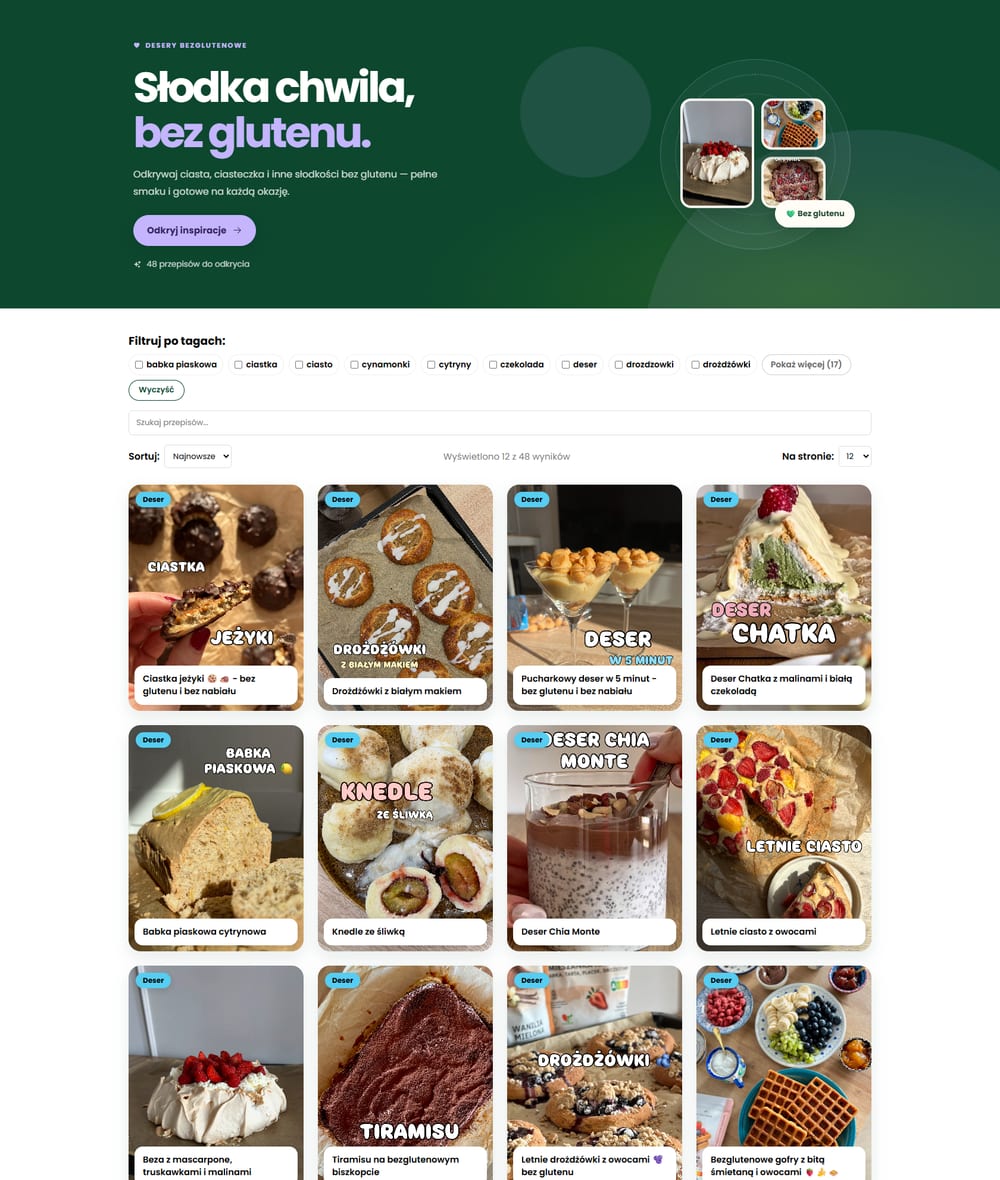 DESERY BEZGLUTENOWE
Słodka chwila,
bez glutenu.
Odkrywaj ciasta, ciasteczka i inne słodkości bez glutenu — pełne
smaku i gotowe na każdą okazję.
Odkryj inspiracje →
48 przepisów do odkrycia
💚 Bez glutenu
Filtruj po tagach:
babka piaskowa
ciastka
ciasto
cynamonki
cytryny
czekolada
deser
drozdzowki
drożdżówki
Pokaż więcej (17)
Wyczyść
Szukaj przepisów...
Sortuj: Najnowsze
Wyświetlono 12 z 48 wyników
Na stronie: 12
Deser
CIASTKA
JEŻYKI
Ciastka jeżyki 🍪 🦔 - bez
glutenu i bez nabiału
Deser
DROŻDŻÓWKI
Z BIAŁYM MAKIEM
Drożdżówki z białym makiem
Deser
DESER
W 5 MINUT
Pucharkowy deser w 5 minut -
bez glutenu i bez nabiału
Deser
DESER
CHATKA
Deser Chatka z malinami i białą
czekoladą
Deser
BABKA
PIASKOWA 🍋
Babka piaskowa cytrynowa
Deser
KNEDLE
ZE ŚLIWKĄ
Knedle ze śliwką
Deser
DESER CHIA
MONTE
Deser Chia Monte
Deser
LETNIE CIASTO
Letnie ciasto z owocami
Deser
Beza z mascarpone,
truskawkami i malinami
Deser
TIRAMISU
Tiramisu na bezglutenowym
biszkopcie
Deser
WANILIA
MIELONA
DROŻDŻÓWKI
Letnie drożdżówki z owocami 🍇
bez glutenu
Deser
Bezglutenowe gofry z bitą
śmietaną i owocami 🍓 🍌 🧇